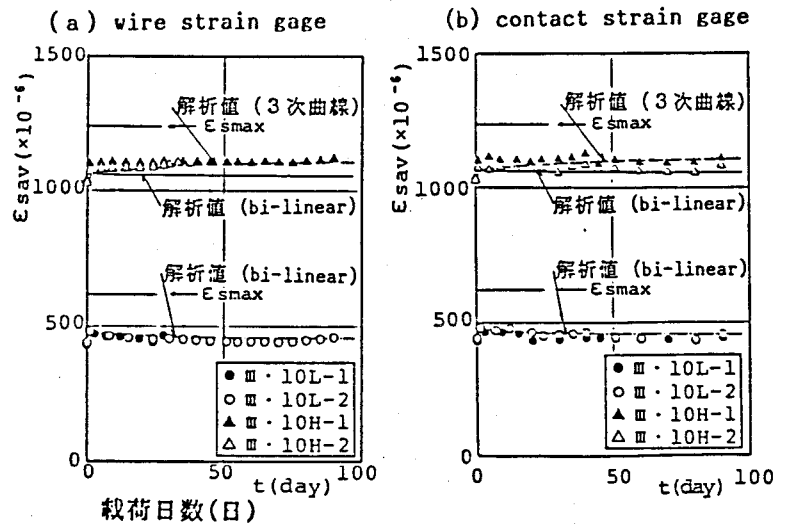 (a) wire strain gage
1500
εsav(×10⁻⁶)
解析値(3次曲線)
εsmax
1000
解析値(bi-linear)
解析値(bi-linear)
εsmax
500
● Ⅲ・10L-1
○ Ⅲ・10L-2
▲ Ⅲ・10H-1
△ Ⅲ・10H-2
0
0 50 100
t(day)
載荷日数(日)
(b) contact strain gage
1500
εsav(×10⁻⁶)
解析値(3次曲線)
εsmax
1000
解析値(bi-linear)
解析値(bi-linear)
εsmax
500
● Ⅲ・10L-1
○ Ⅲ・10L-2
▲ Ⅲ・10H-1
△ Ⅲ・10H-2
0
0 50 100
t(day)